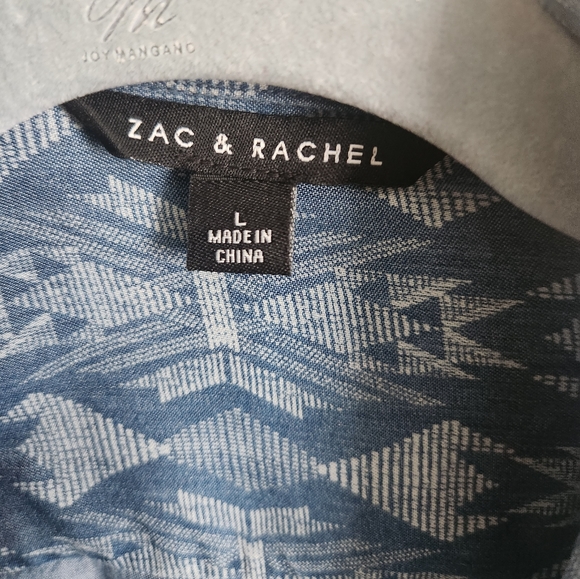 JOY MANGANO
ZAC & RACHEL
L
MADE IN
CHINA